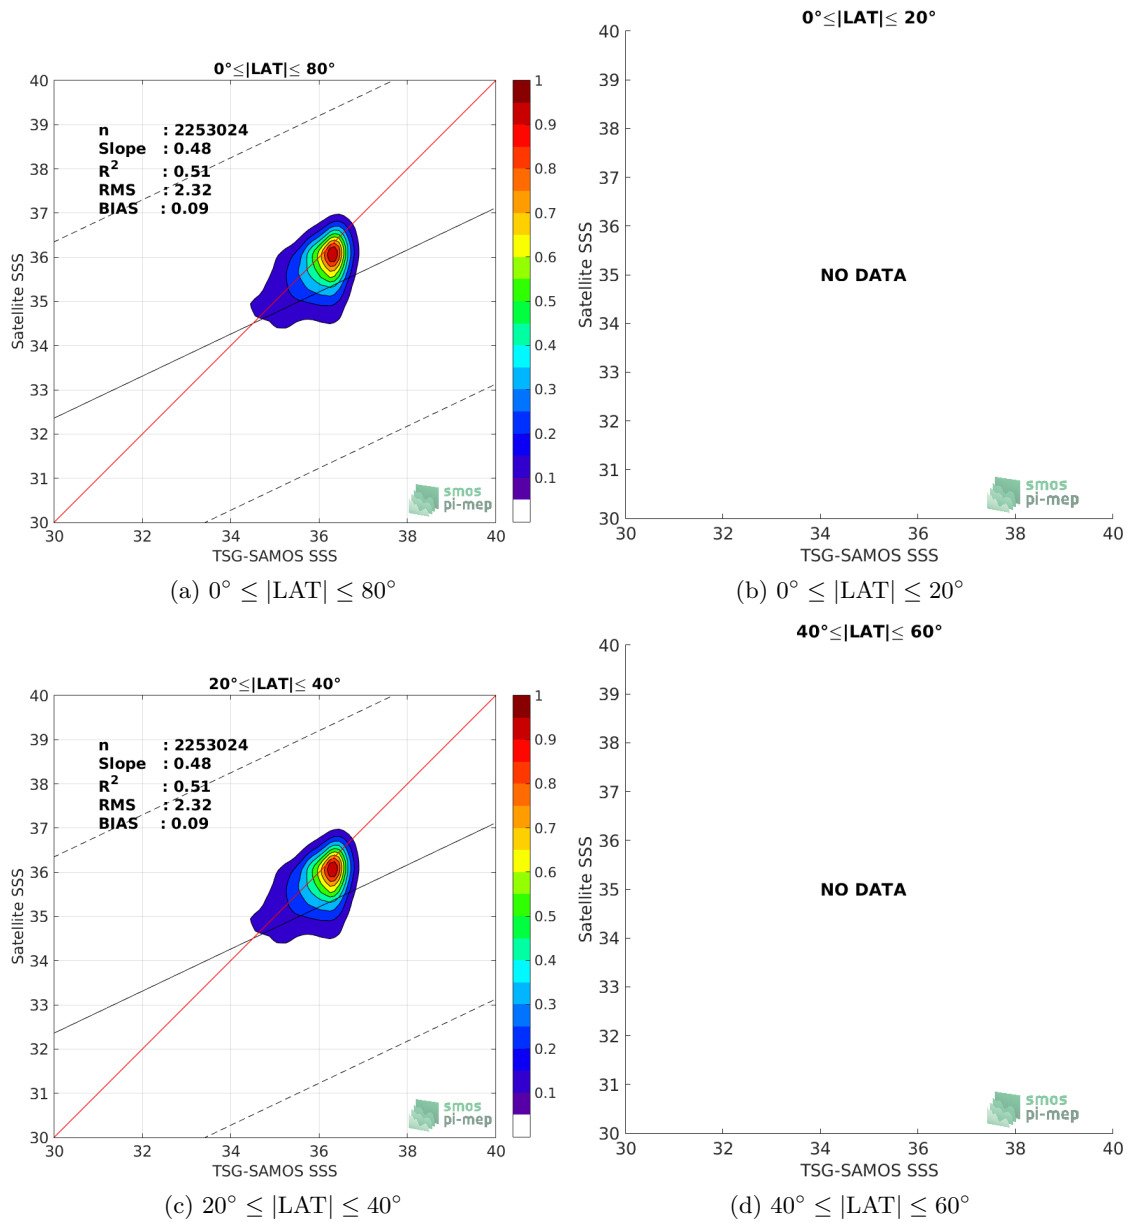 0°≤|LAT|≤ 80°
40
39
38
37
36
35
34
33
32
31
30
Satellite SSS
n : 2253024
Slope : 0.48
R2 : 0.51
RMS : 2.32
BIAS : 0.09
1
0.9
0.8
0.7
0.6
0.5
0.4
0.3
0.2
0.1
smos
pi-mep
30 32 34 36 38 40
TSG-SAMOS SSS
(a) 0° ≤ |LAT| ≤ 80°
0°≤|LAT|≤ 20°
40
39
38
37
36
35
34
33
32
31
30
Satellite SSS
NO DATA
smos
pi-mep
30 32 34 36 38 40
TSG-SAMOS SSS
(b) 0° ≤ |LAT| ≤ 20°
20°≤|LAT|≤ 40°
40
39
38
37
36
35
34
33
32
31
30
Satellite SSS
n : 2253024
Slope : 0.48
R2 : 0.51
RMS : 2.32
BIAS : 0.09
1
0.9
0.8
0.7
0.6
0.5
0.4
0.3
0.2
0.1
smos
pi-mep
30 32 34 36 38 40
TSG-SAMOS SSS
(c) 20° ≤ |LAT| ≤ 40°
40°≤|LAT|≤ 60°
40
39
38
37
36
35
34
33
32
31
30
Satellite SSS
NO DATA
smos
pi-mep
30 32 34 36 38 40
TSG-SAMOS SSS
(d) 40° ≤ |LAT| ≤ 60°